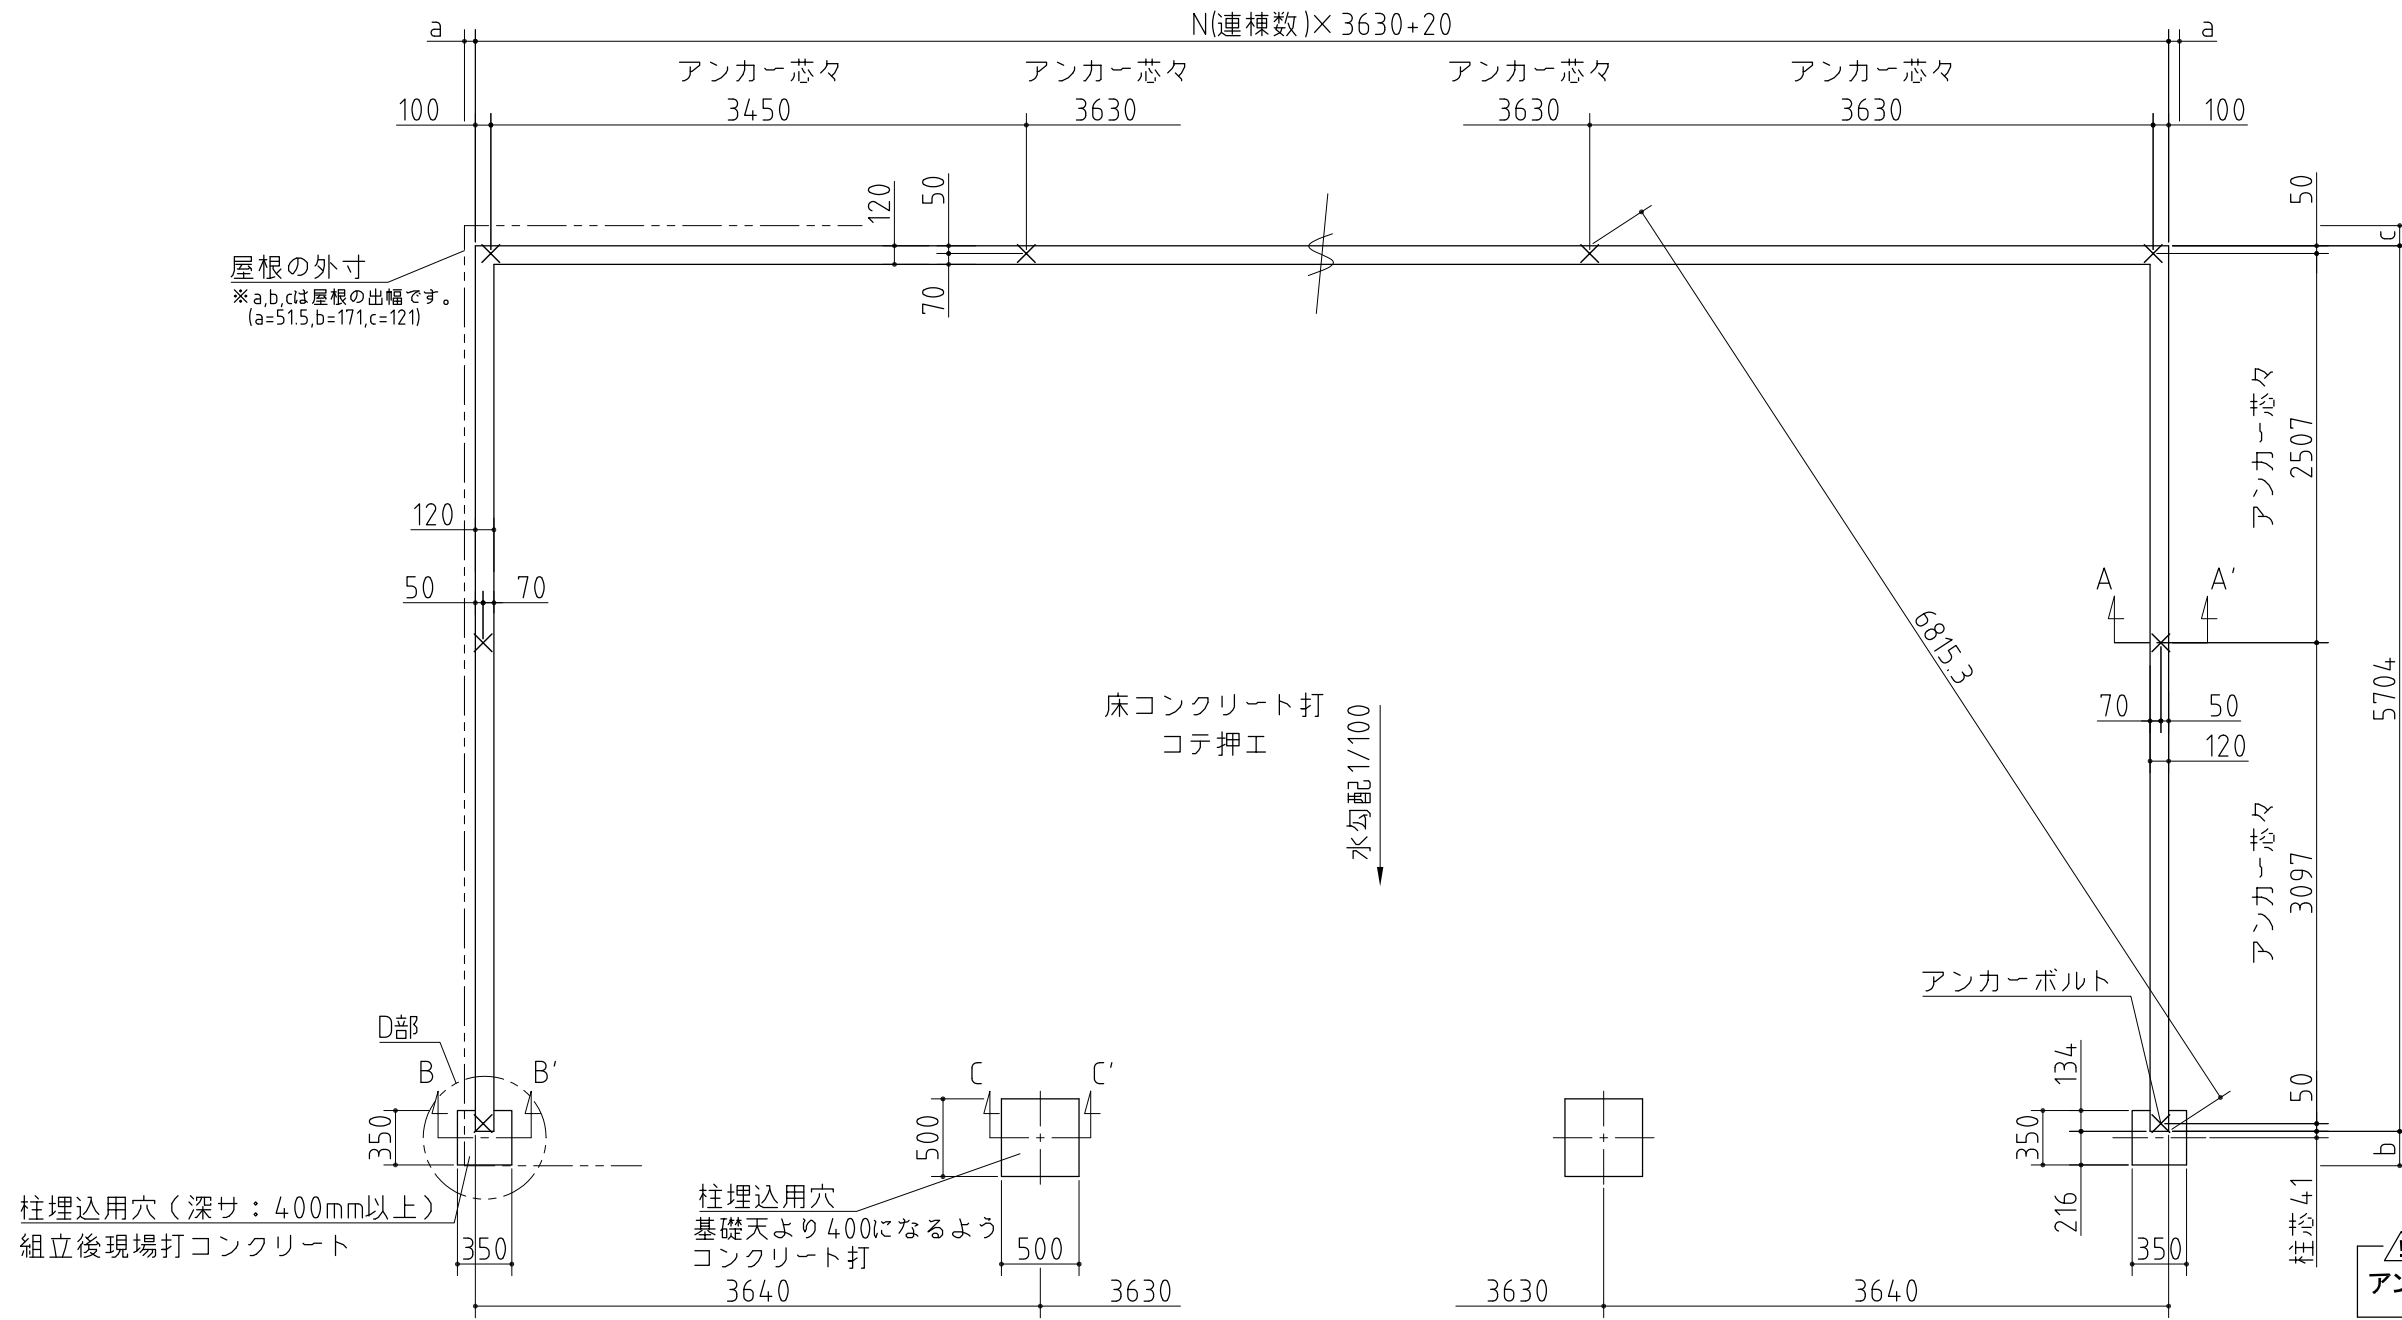 a
N(連棟数)×3630+20
a
アンカー芯々
アンカー芯々
アンカー芯々
アンカー芯々
100
3450
3630
3630
3630
100
120
50
50
c
屋根の外寸
※a,b,cは屋根の出幅です。
(a=51.5,b=171,c=121)
70
アンカー芯々
2507
120
50
70
A
A'
6815.3
5704
床コンクリート打
コテ押エ
水勾配1/100
70
50
120
アンカー芯々
3097
アンカーボルト
D部
B
B'
C
C'
134
50
350
500
350
b
柱埋込用穴(深サ:400mm以上)
組立後現場打コンクリート
柱埋込用穴
基礎天より400になるよう
コンクリート打
216
柱芯41
350
500
350
3640
3630
3630
3640
アン